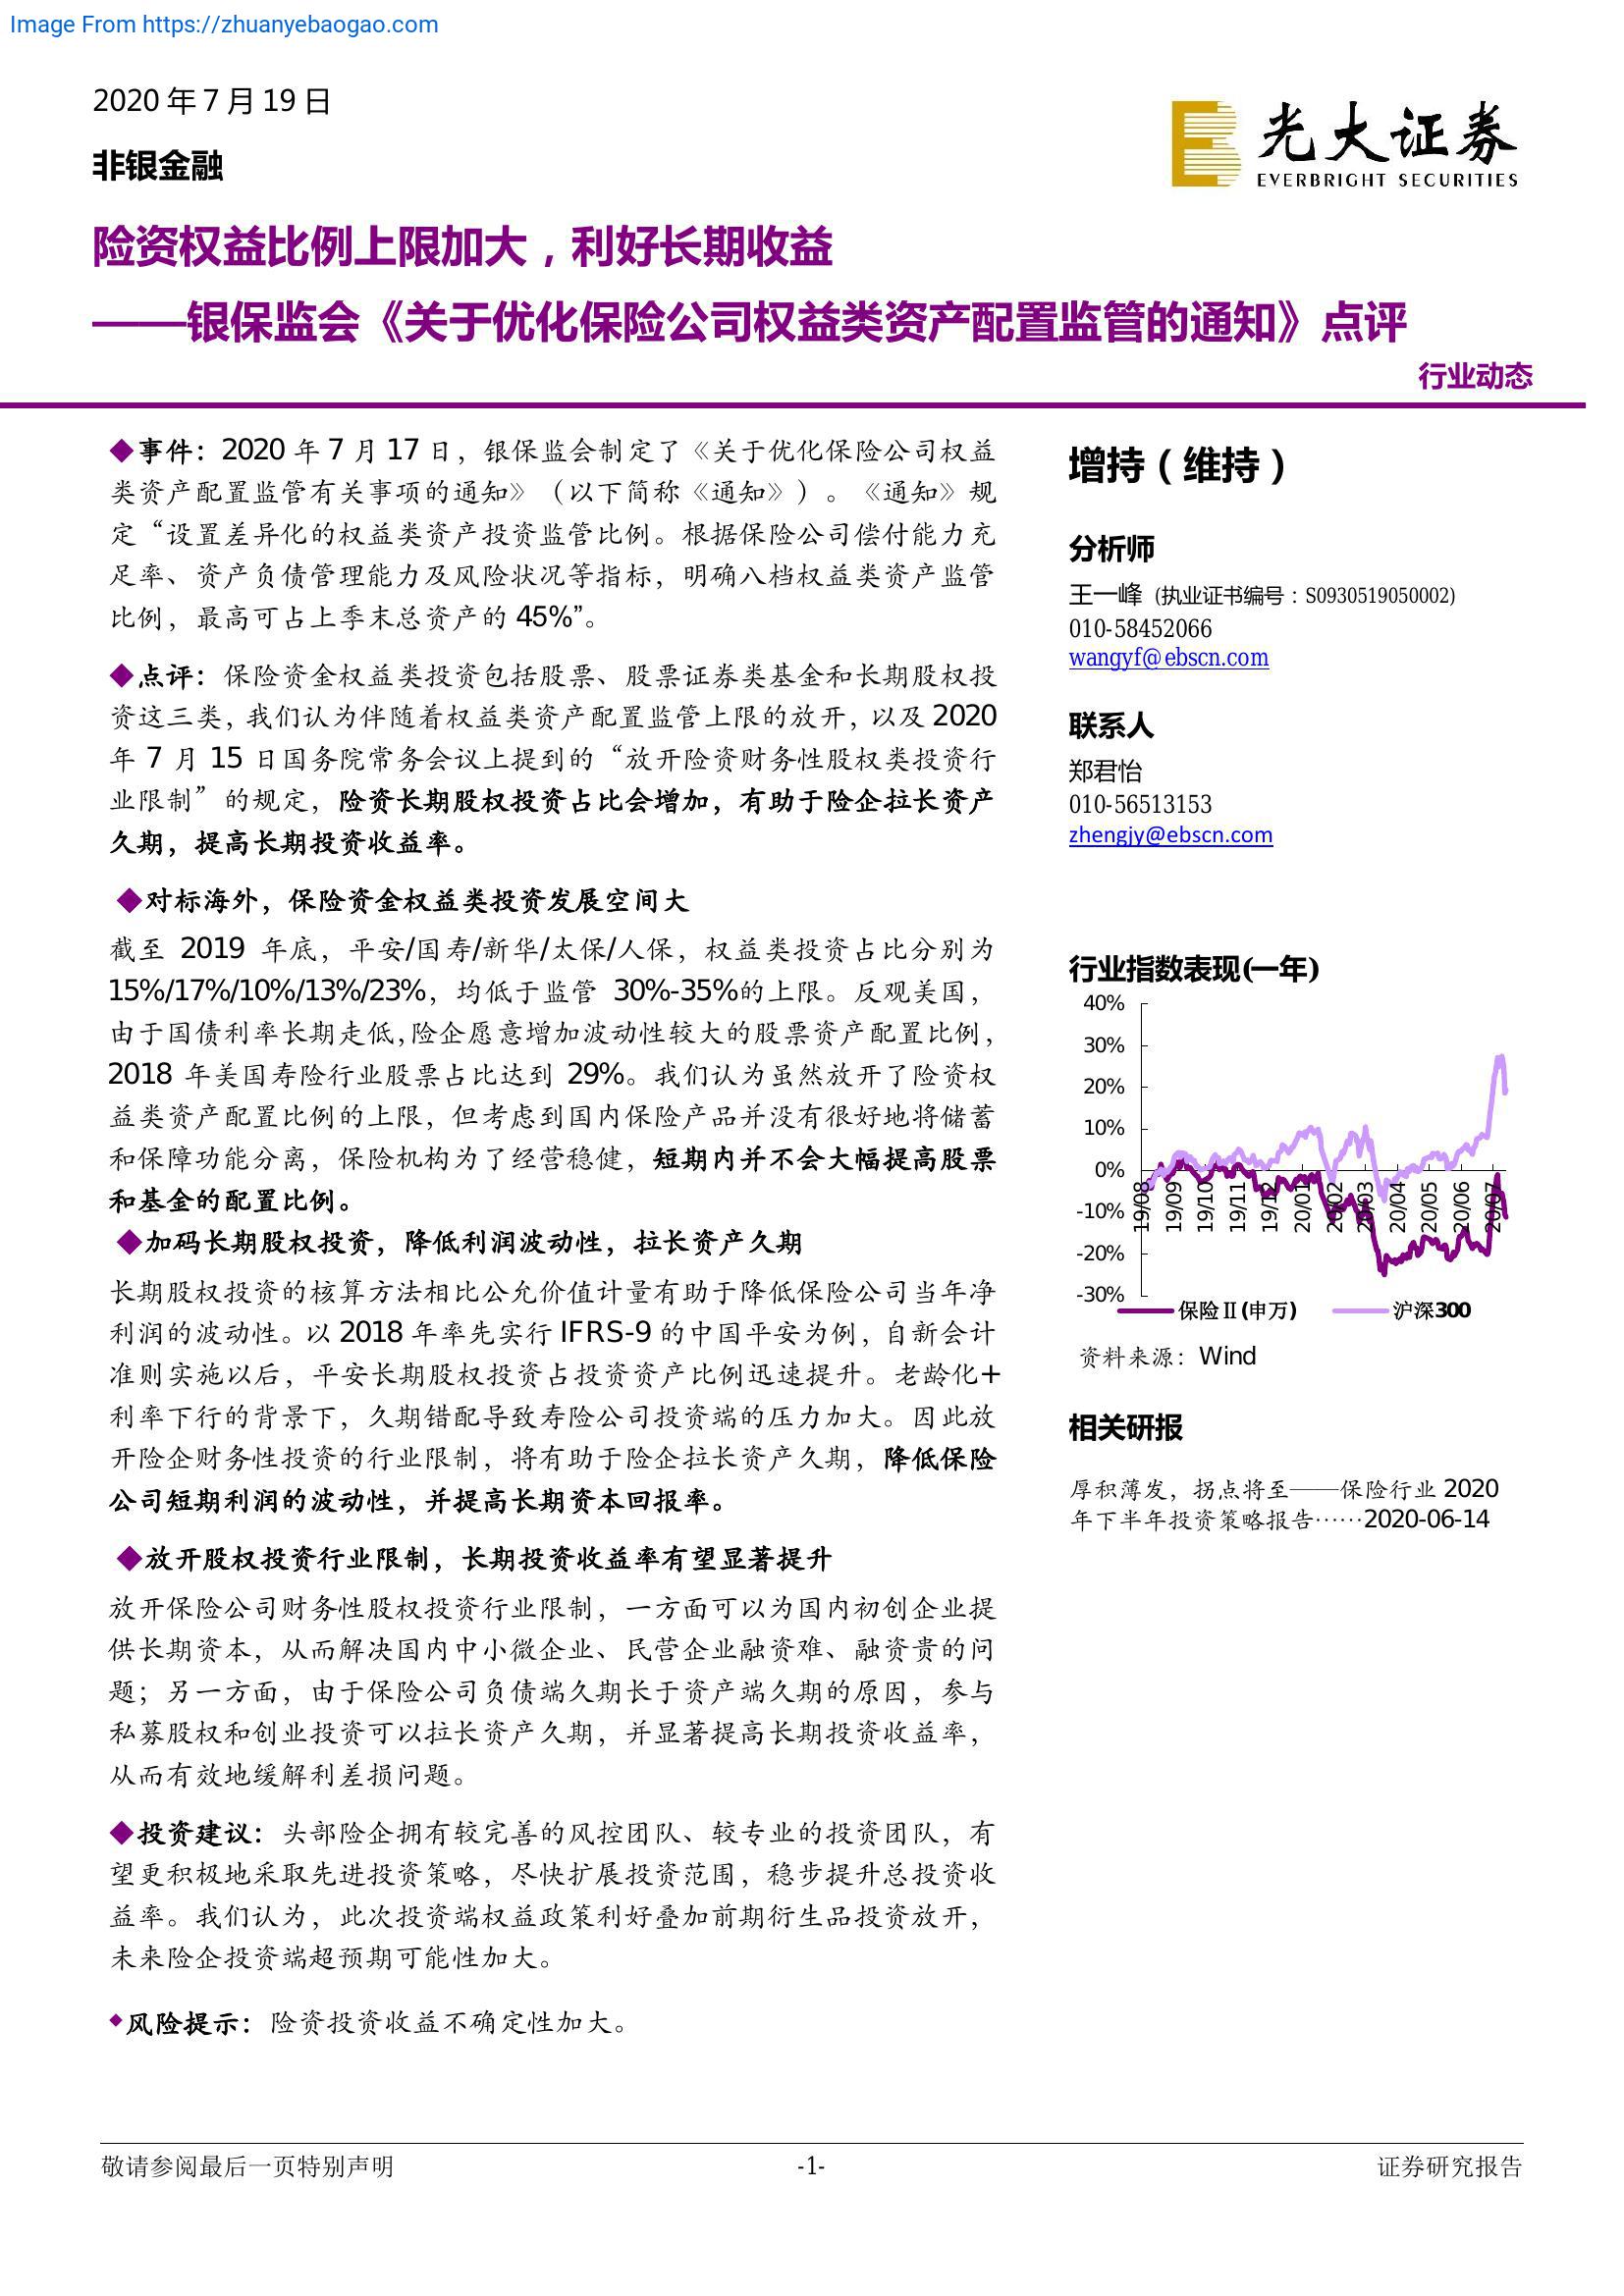 Image From https://zhuanyebaogao.com
2020 年 7 月 19 日
非银金融
光大证券
EVERBRIGHT SECURITIES
险资权益比例上限加大，利好长期收益
——银保监会《关于优化保险公司权益类资产配置监管的通知》点评
行业动态
◆事件：2020 年 7 月 17 日，银保监会制定了《关于优化保险公司权益
类资产配置监管有关事项的通知》（以下简称《通知》）。《通知》规
定“设置差异化的权益类资产投资监管比例。根据保险公司偿付能力充
足率、资产负债管理能力及风险状况等指标，明确八档权益类资产监管
比例，最高可占上季末总资产的 45%”。
◆点评：保险资金权益类投资包括股票、股票证券类基金和长期股权投
资这三类，我们认为伴随着权益类资产配置监管上限的放开，以及 2020
年 7 月 15 日国务院常务会议上提到的“放开险资财务性股权类投资行
业限制”的规定，险资长期股权投资占比会增加，有助于险企拉长资产
久期，提高长期投资收益率。
◆对标海外，保险资金权益类投资发展空间大
截至 2019 年底，平安/国寿/新华/太保/人保，权益类投资占比分别为
15%/17%/10%/13%/23%，均低于监管 30%-35%的上限。反观美国，
由于国债利率长期走低，险企愿意增加波动性较大的股票资产配置比例，
2018 年美国寿险行业股票占比达到 29%。我们认为虽然放开了险资权
益类资产配置比例的上限，但考虑到国内保险产品并没有很好地将储蓄
和保障功能分离，保险机构为了经营稳健，短期内并不会大幅提高股票
和基金的配置比例。
◆加码长期股权投资，降低利润波动性，拉长资产久期
长期股权投资的核算方法相比公允价值计量有助于降低保险公司当年净
利润的波动性。以 2018 年率先实行 IFRS-9 的中国平安为例，自新会计
准则实施以后，平安长期股权投资占投资资产比例迅速提升。老龄化+
利率下行的背景下，久期错配导致寿险公司投资端的压力加大。因此放
开险企财务性投资的行业限制，将有助于险企拉长资产久期，降低保险
公司短期利润的波动性，并提高长期资本回报率。
◆放开股权投资行业限制，长期投资收益率有望显著提升
放开保险公司财务性股权投资行业限制，一方面可以为国内初创企业提
供长期资本，从而解决国内中小微企业、民营企业融资难、融资贵的问
题；另一方面，由于保险公司负债端久期长于资产端久期的原因，参与
私募股权和创业投资可以拉长资产久期，并显著提高长期投资收益率，
从而有效地缓解利差损问题。
◆投资建议：头部险企拥有较完善的风控团队、较专业的投资团队，有
望更积极地采取先进投资策略，尽快扩展投资范围，稳步提升总投资收
益率。我们认为，此次投资端权益政策利好叠加前期衍生品投资放开，
未来险企投资端超预期可能性加大。
◆风险提示：险资投资收益不确定性加大。
增持（维持）
分析师
王一峰 (执业证书编号：S0930519050002)
010-58452066
wangyf@ebscn.com
联系人
郑君怡
010-56513153
zhengjy@ebscn.com
行业指数表现(一年)
40%
30%
20%
10%
0%
-10%
-20%
-30%
19/08 19/09 19/10 19/11 19/12 20/01 20/02 20/03 20/04 20/05 20/06 20/07
保险Ⅱ(申万) 沪深300
资料来源：Wind
相关研报
厚积薄发，拐点将至——保险行业 2020
年下半年投资策略报告……2020-06-14
敬请参阅最后一页特别声明 -1- 证券研究报告